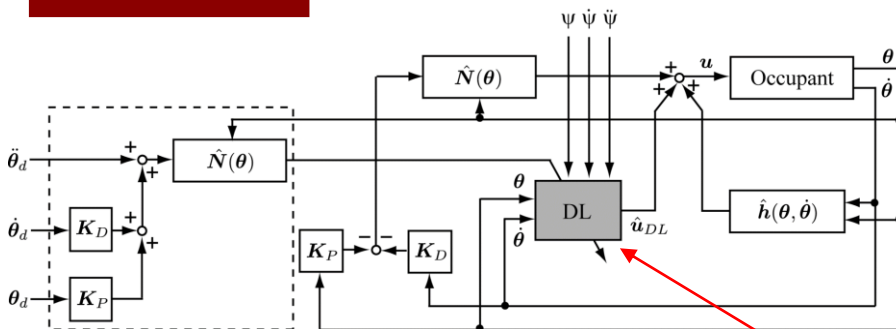 ψ ψ̇ ψ̈
N̂(θ)
+
+
+
u
Occupant
θ
θ̇
θ̈_d
+
+
N̂(θ)
θ
DL
θ̇
û_DL
ĥ(θ, θ̇)
θ̇_d
K_D
+
+
K_P
−
−
K_D
θ_d
K_P